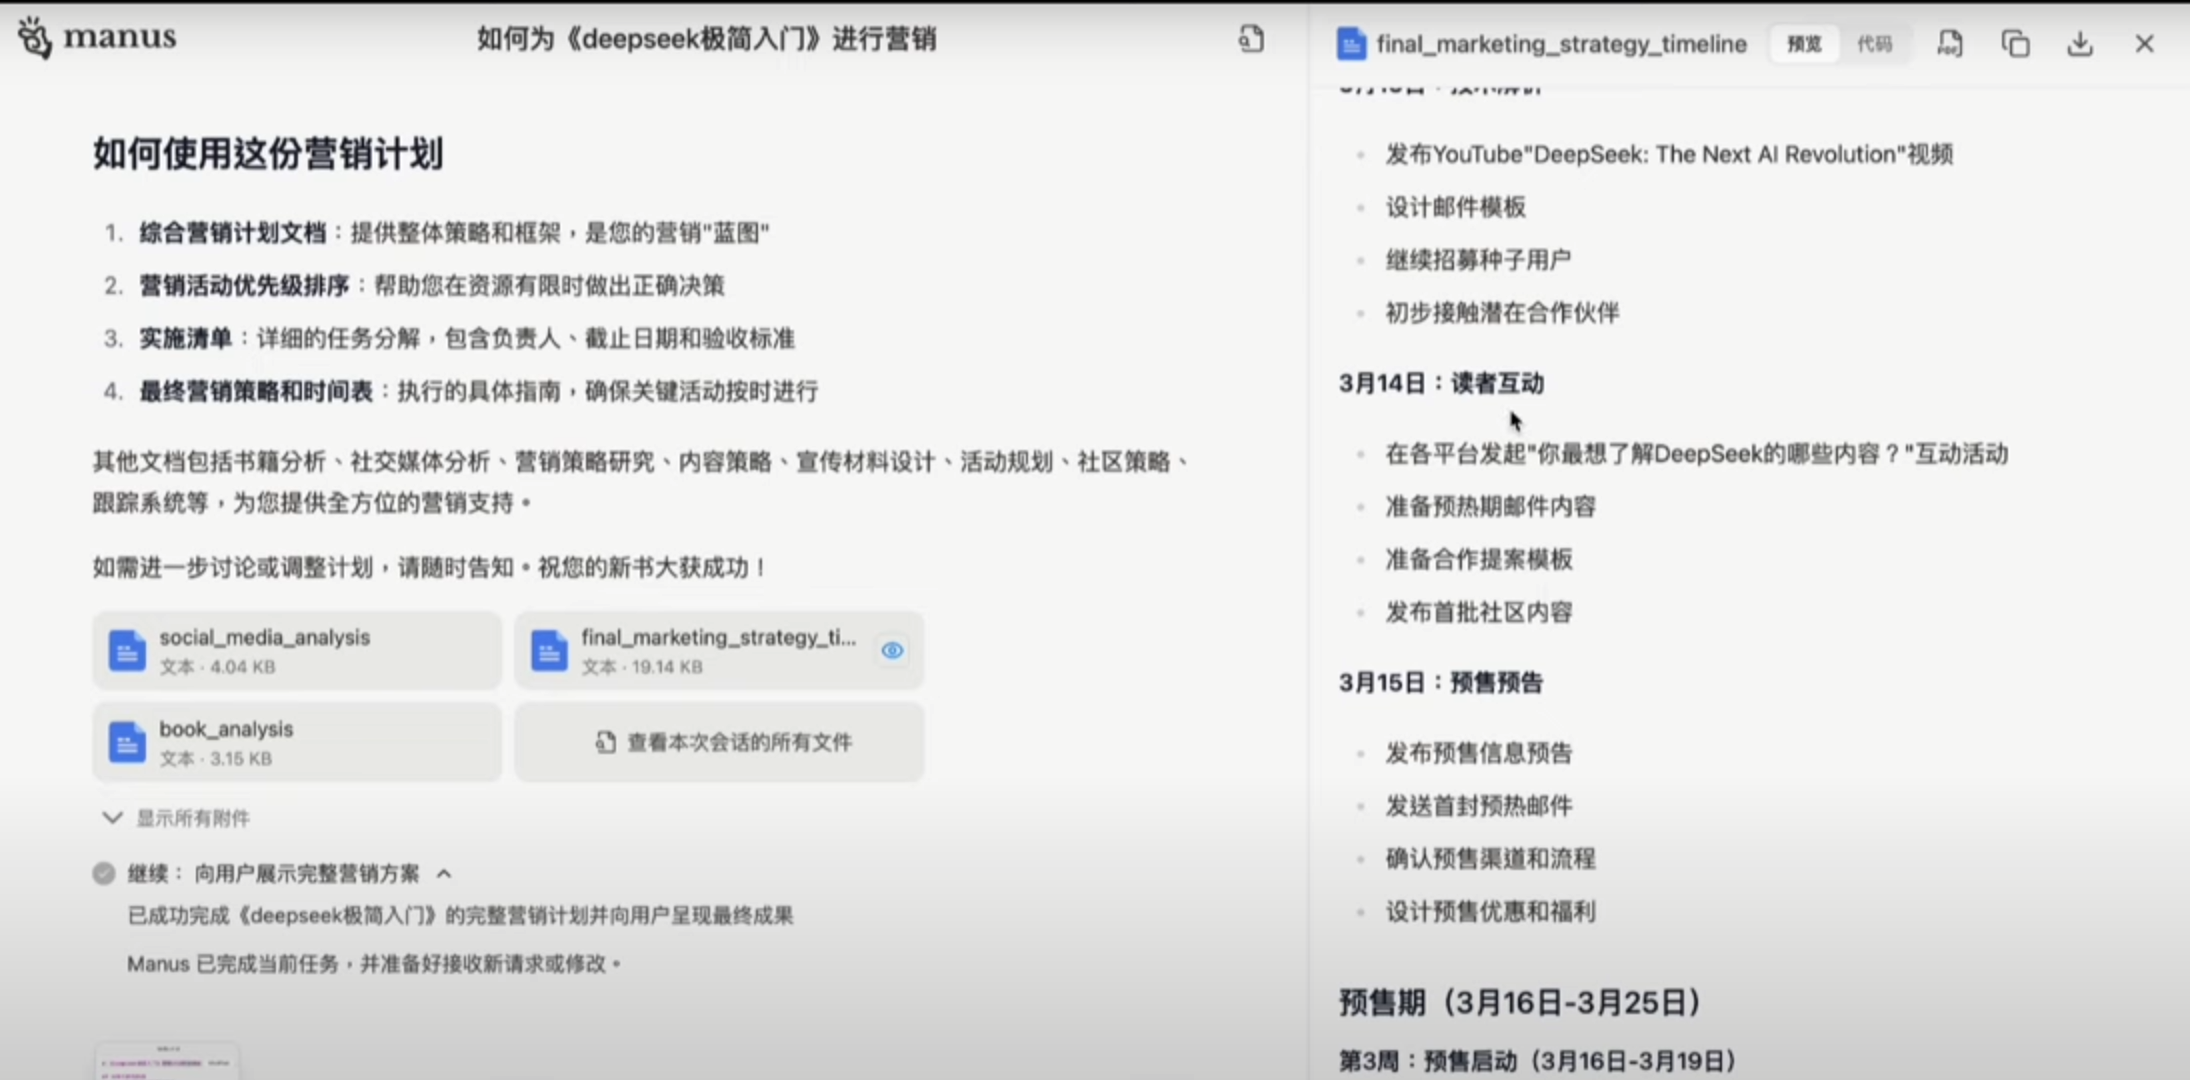 manus
如何为《deepseek极简入门》进行营销
如何使用这份营销计划
1. 综合营销计划文档：提供整体策略和框架，是您的营销"蓝图"
2. 营销活动优先级排序：帮助您在资源有限时做出正确决策
3. 实施清单：详细的任务分解，包含负责人、截止日期和验收标准
4. 最终营销策略和时间表：执行的具体指南，确保关键活动按时进行
其他文档包括书籍分析、社交媒体分析、营销策略研究、内容策略、宣传材料设计、活动规划、社区策略、
跟踪系统等，为您提供全方位的营销支持。
如需进一步讨论或调整计划，请随时告知。祝您的新书大获成功！
social_media_analysis
文本 · 4.04 KB
final_marketing_strategy_ti...
文本 · 19.14 KB
book_analysis
文本 · 3.15 KB
查看本次会话的所有文件
显示所有附件
继续： 向用户展示完整营销方案
已成功完成《deepseek极简入门》的完整营销计划并向用户呈现最终成果
Manus 已完成当前任务，并准备好接收新请求或修改。
final_marketing_strategy_timeline
预览 代码
发布YouTube"DeepSeek: The Next AI Revolution"视频
设计邮件模板
继续招募种子用户
初步接触潜在合作伙伴
3月14日：读者互动
在各平台发起"你最想了解DeepSeek的哪些内容？"互动活动
准备预热期邮件内容
准备合作提案模板
发布首批社区内容
3月15日：预售预告
发布预售信息预告
发送首封预热邮件
确认预售渠道和流程
设计预售优惠和福利
预售期（3月16日-3月25日）
第3周：预售启动（3月16日-3月19日）